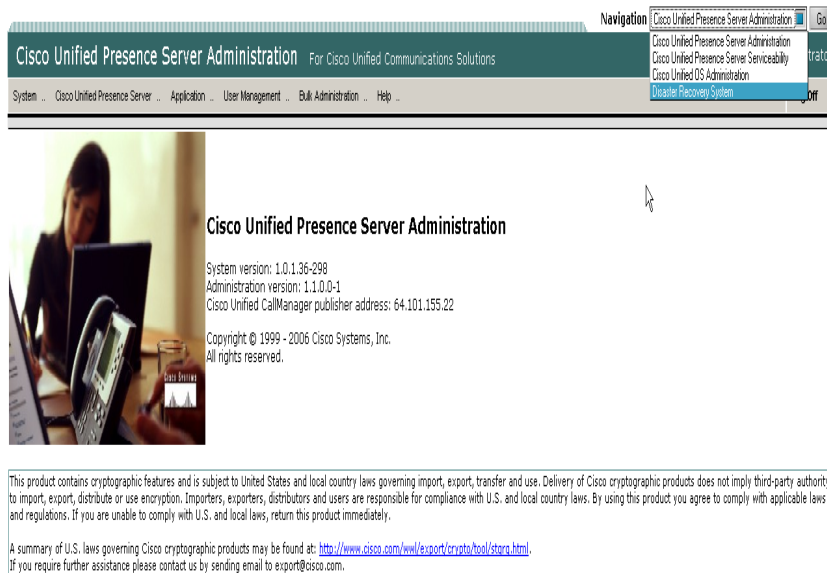 Navigation Cisco Unified Presence Server Administration Go
Cisco Unified Presence Server Administration For Cisco Unified Communications Solutions
Cisco Unified Presence Server Administration
Cisco Unified Presence Server Serviceability
Cisco Unified OS Administration
Disaster Recovery System
System .. Cisco Unified Presence Server .. Application .. User Management .. Bulk Administration .. Help ..
Cisco Unified Presence Server Administration
System version: 1.0.1.36-298
Administration version: 1.1.0.0-1
Cisco Unified CallManager publisher address: 64.101.155.22
Copyright © 1999 - 2006 Cisco Systems, Inc.
All rights reserved.
Cisco Systems
This product contains cryptographic features and is subject to United States and local country laws governing import, export, transfer and use. Delivery of Cisco cryptographic products does not imply third-party authority
to import, export, distribute or use encryption. Importers, exporters, distributors and users are responsible for compliance with U.S. and local country laws. By using this product you agree to comply with applicable laws
and regulations. If you are unable to comply with U.S. and local laws, return this product immediately.
A summary of U.S. laws governing Cisco cryptographic products may be found at: http://www.cisco.com/wwl/export/crypto/tool/stqrg.html.
If you require further assistance please contact us by sending email to export@cisco.com.